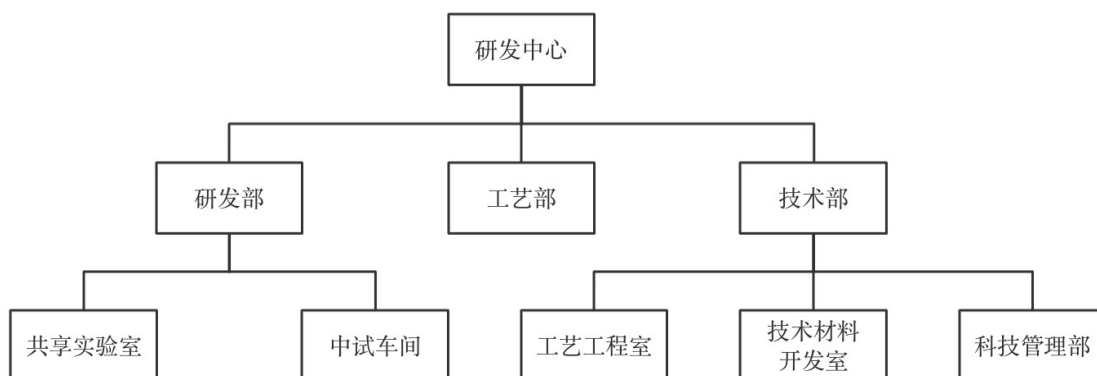 研发中心
研发部
工艺部
技术部
共享实验室
中试车间
工艺工程室
技术材料
开发室
科技管理部